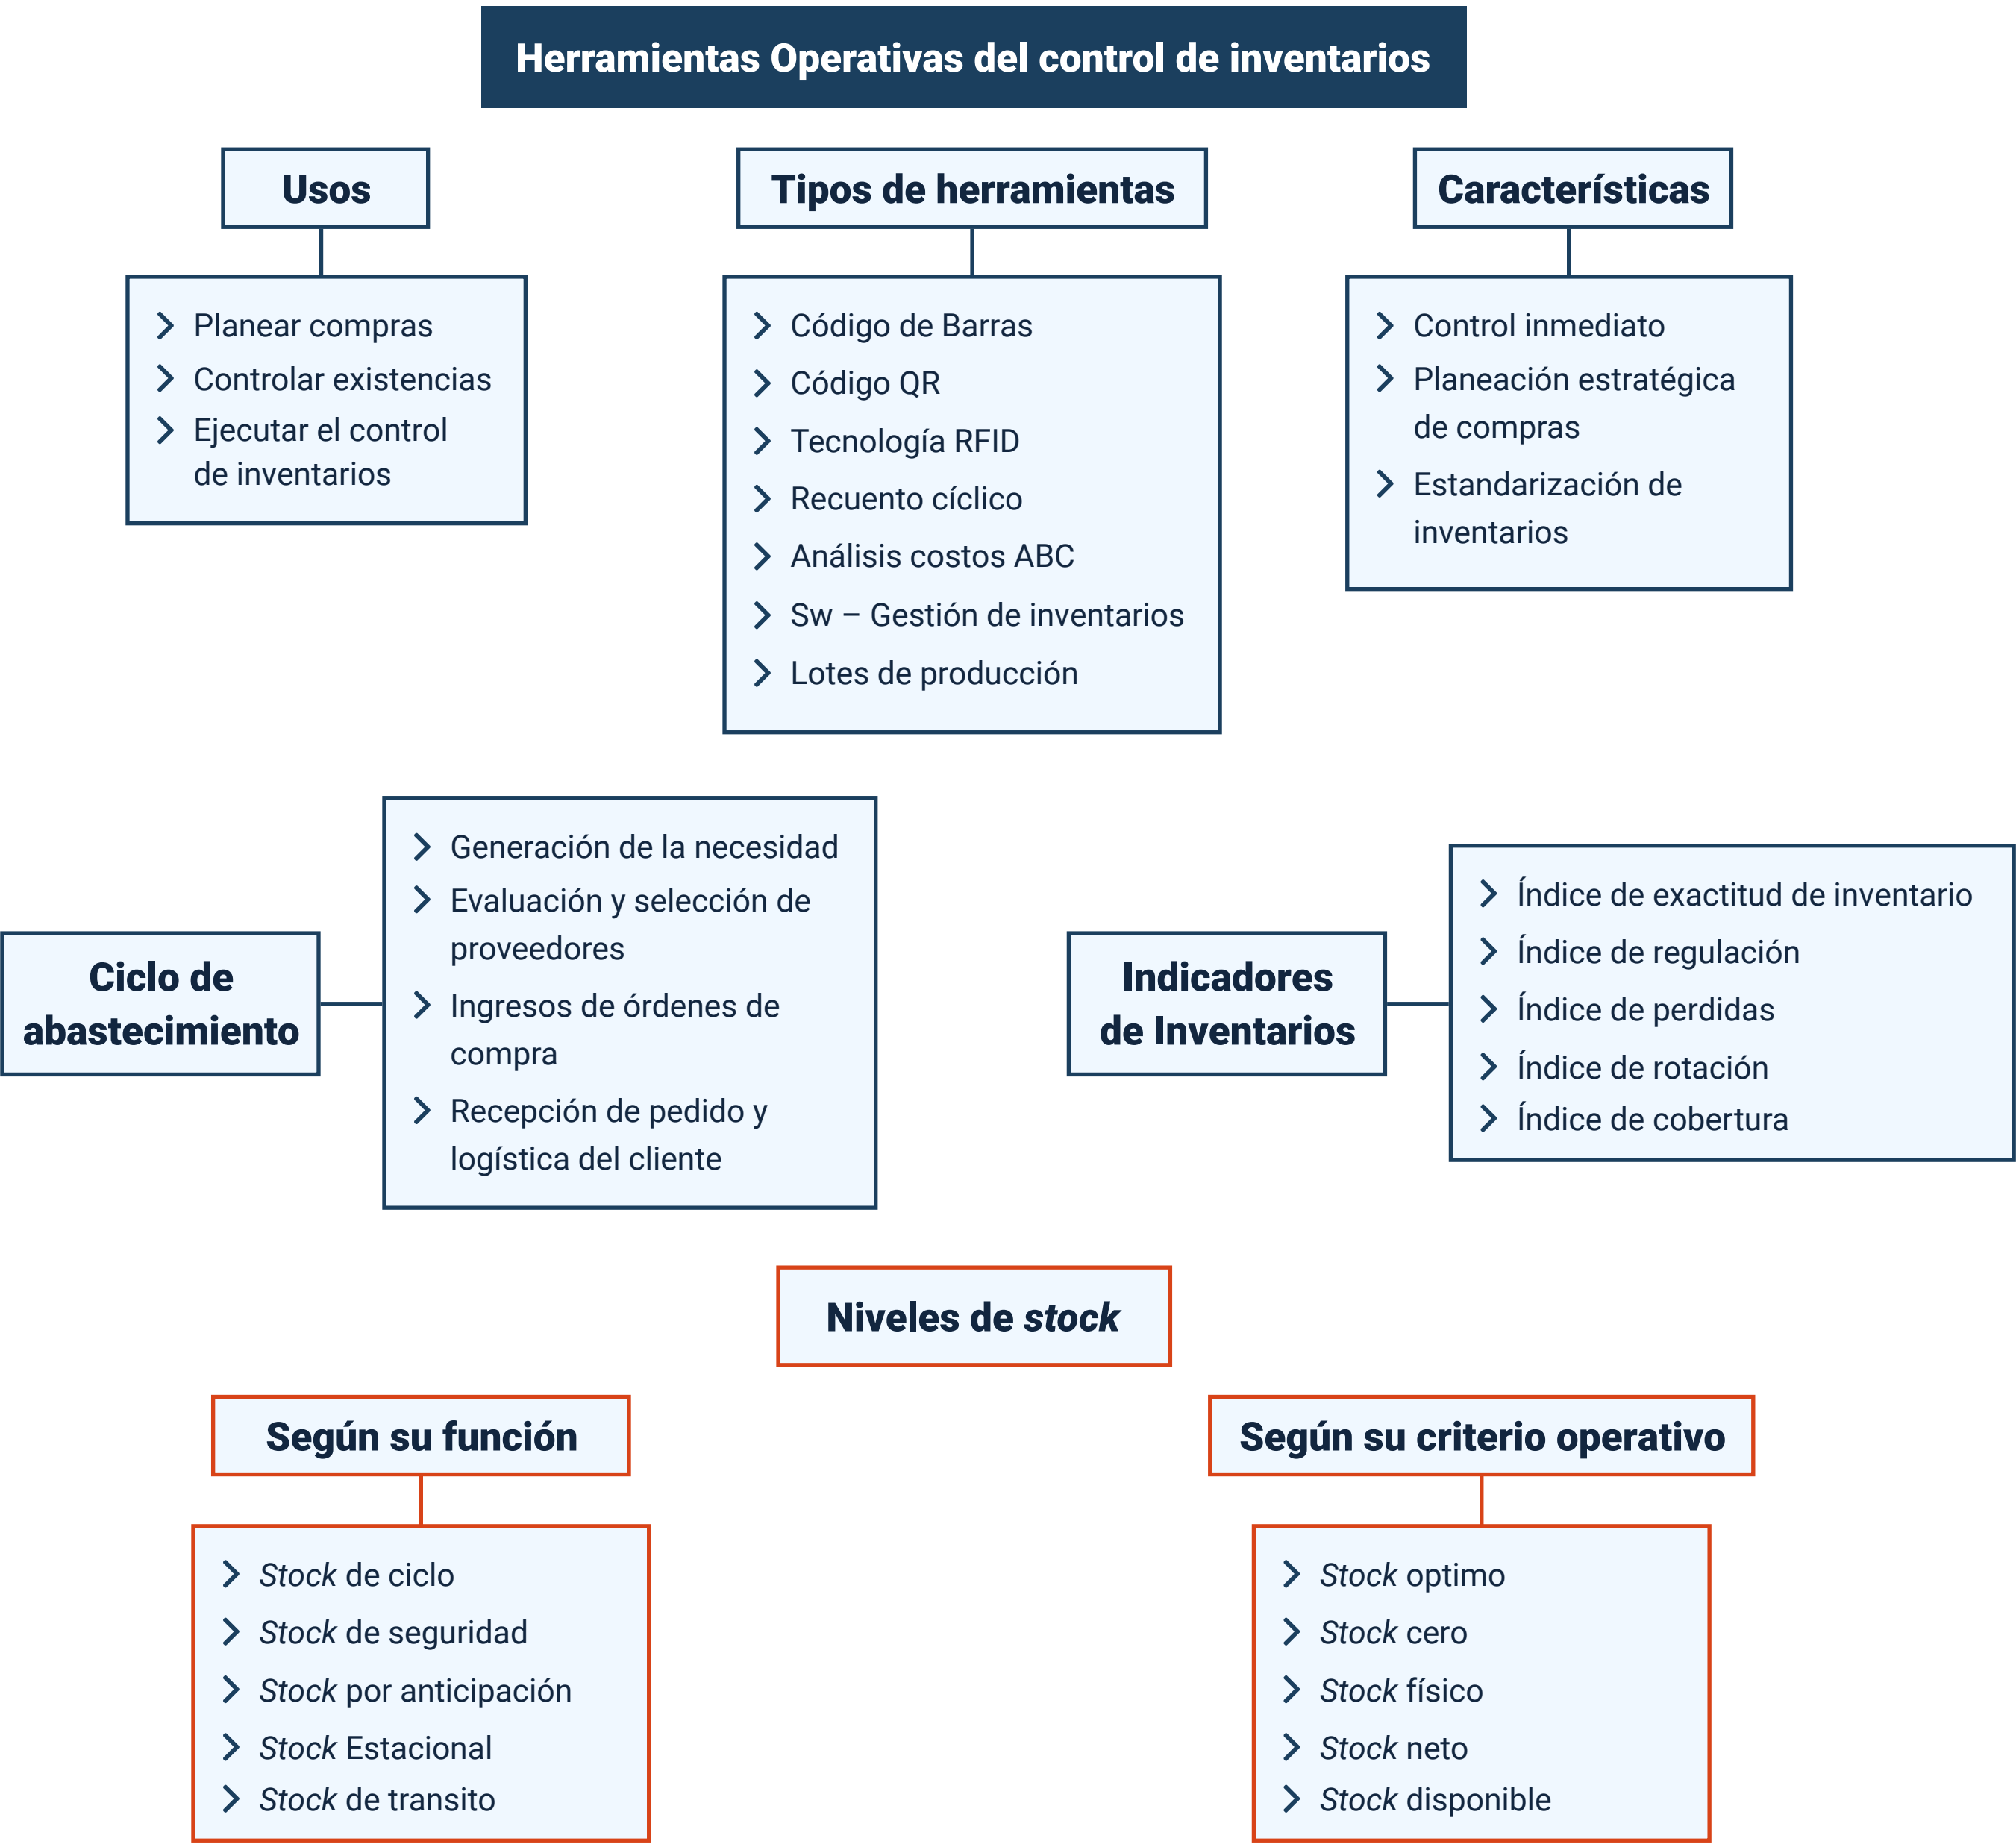 Herramientas Operativas del control de inventarios
Usos
Planear compras
Controlar existencias
Ejecutar el control
de inventarios
Tipos de herramientas
Código de Barras
Código QR
Tecnología RFID
Recuento cíclico
Análisis costos ABC
Sw – Gestión de inventarios
Lotes de producción
Características
Control inmediato
Planeación estratégica
de compras
Estandarización de
inventarios
Ciclo de
abastecimiento
Generación de la necesidad
Evaluación y selección de
proveedores
Ingresos de órdenes de
compra
Recepción de pedido y
logística del cliente
Indicadores
de Inventarios
Índice de exactitud de inventario
Índice de regulación
Índice de perdidas
Índice de rotación
Índice de cobertura
Niveles de stock
Según su función
Stock de ciclo
Stock de seguridad
Stock por anticipación
Stock Estacional
Stock de transito
Según su criterio operativo
Stock optimo
Stock cero
Stock físico
Stock neto
Stock disponible